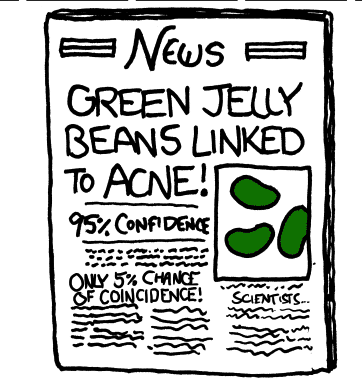 NEWS
GREEN JELLY
BEANS LINKED
TO ACNE!
95% CONFIDENCE
ONLY 5% CHANCE
OF COINCIDENCE!
SCIENTISTS...